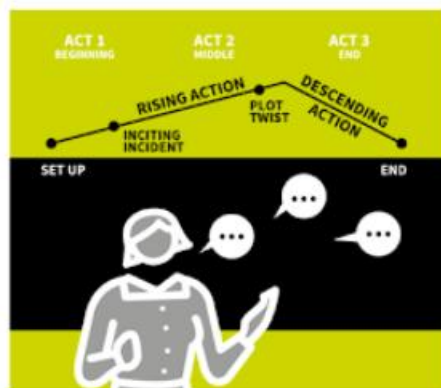 ACT 1
BEGINNING
ACT 2
MIDDLE
ACT 3
END
RISING ACTION
DESCENDING
ACTION
PLOT
TWIST
INCITING
INCIDENT
SET UP
END